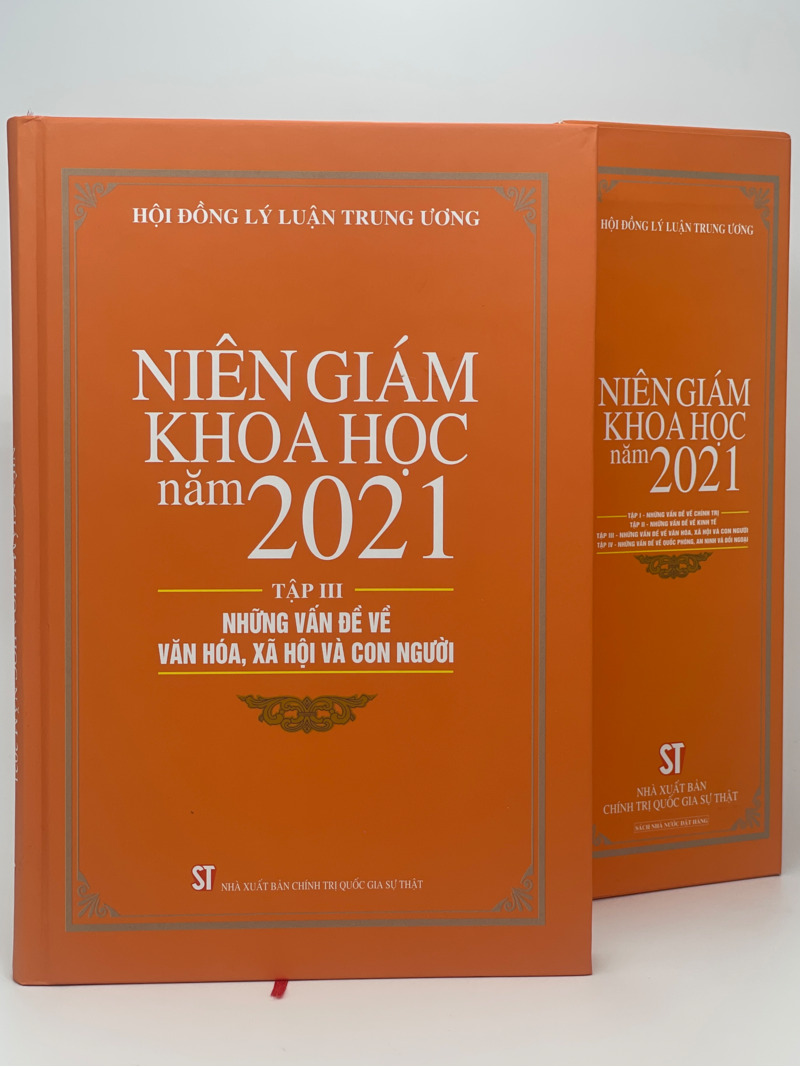 HỘI ĐỒNG LÝ LUẬN TRUNG ƯƠNG
NIÊN GIÁM
KHOA HỌC
năm 2021
TẬP III
NHỮNG VẤN ĐỀ VỀ
VĂN HÓA, XÃ HỘI VÀ CON NGƯỜI
ST NHÀ XUẤT BẢN CHÍNH TRỊ QUỐC GIA SỰ THẬT
HỘI ĐỒNG LÝ LUẬN TRUNG ƯƠNG
NIÊN GIÁM
KHOA HỌC
năm 2021
TẬP I - NHỮNG VẤN ĐỀ VỀ CHÍNH TRỊ
TẬP II - NHỮNG VẤN ĐỀ VỀ KINH TẾ
TẬP III - NHỮNG VẤN ĐỀ VỀ VĂN HÓA, XÃ HỘI VÀ CON NGƯỜI
TẬP IV - NHỮNG VẤN ĐỀ VỀ QUỐC PHÒNG, AN NINH VÀ ĐỐI NGOẠI
ST
NHÀ XUẤT BẢN
CHÍNH TRỊ QUỐC GIA SỰ THẬT
SÁCH NHÀ NƯỚC ĐẶT HÀNG